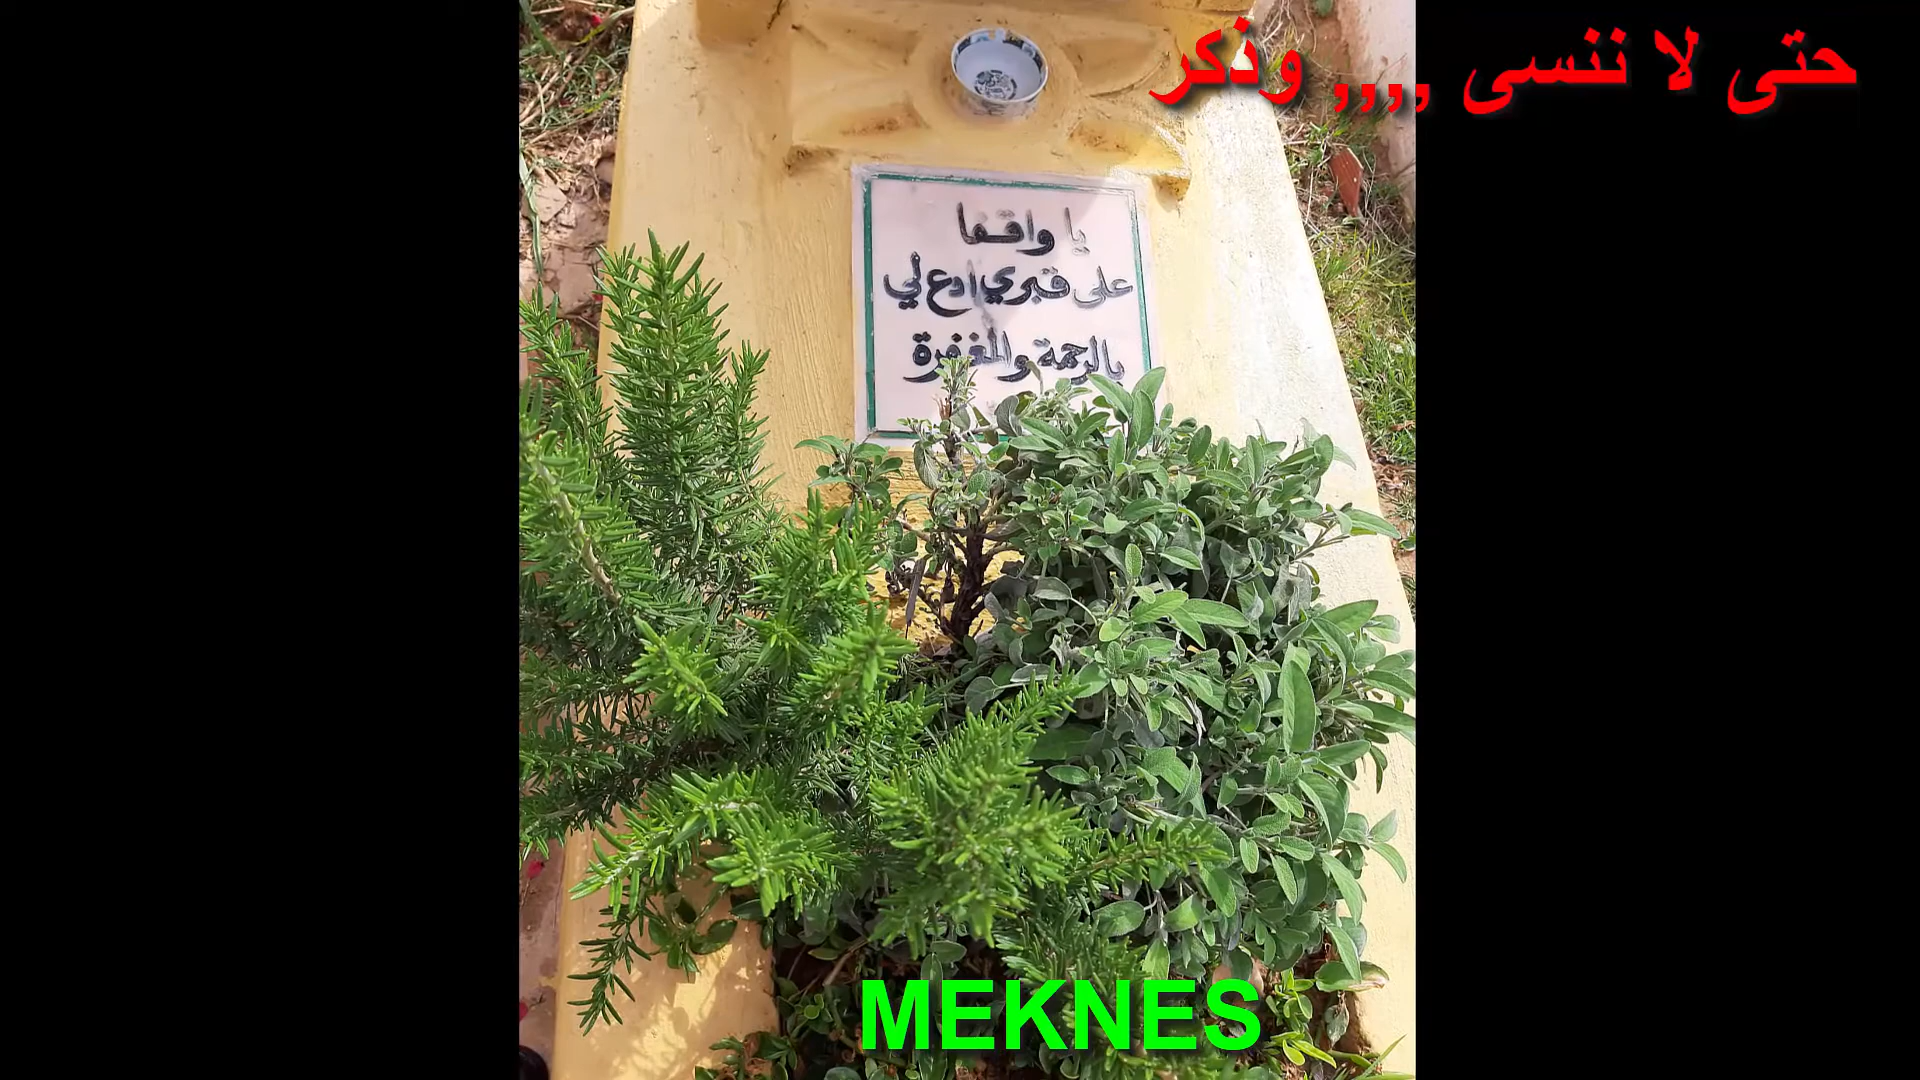 حتى لا ننسى ,,,, وذكر
يا واقفا
على قبري ادع لي
بالرحمة والمغفرة
MEKNES